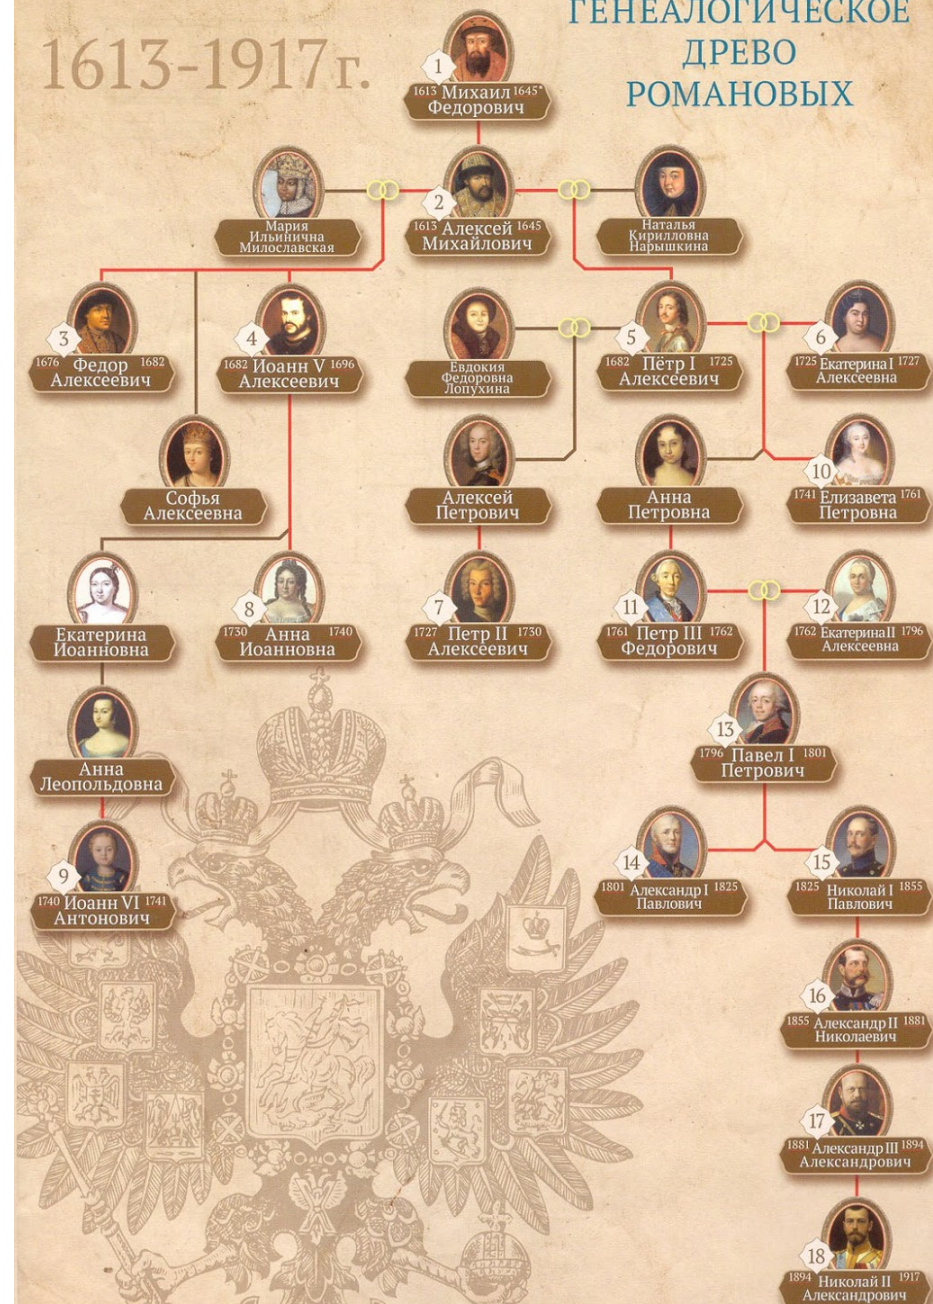 ГЕНЕАЛОГИЧЕСКОЕ
ДРЕВО
РОМАНОВЫХ
1613-1917 г.
1
1613 Михаил 1645*
Федорович
Мария
Ильинична
Милославская
2
1613 Алексей 1645
Михайлович
Наталья
Кирилловна
Нарышкина
3
1676 Федор 1682
Алексеевич
4
1682 Иоанн V 1696
Алексеевич
Евдокия
Федоровна
Лопухина
5
1682 Пётр I 1725
Алексеевич
6
1725 Екатерина I 1727
Алексеевна
Софья
Алексеевна
Алексей
Петрович
Анна
Петровна
10
1741 Елизавета 1761
Петровна
Екатерина
Иоанновна
8
1730 Анна 1740
Иоанновна
7
1727 Петр II 1730
Алексеевич
11
1761 Петр III 1762
Федорович
12
1762 Екатерина II 1796
Алексеевна
13
1796 Павел I 1801
Петрович
Анна
Леопольдовна
9
1740 Иоанн VI 1741
Антонович
14
1801 Александр I 1825
Павлович
15
1825 Николай I 1855
Павлович
16
1855 Александр II 1881
Николаевич
17
1881 Александр III 1894
Александрович
18
1894 Николай II 1917
Александрович